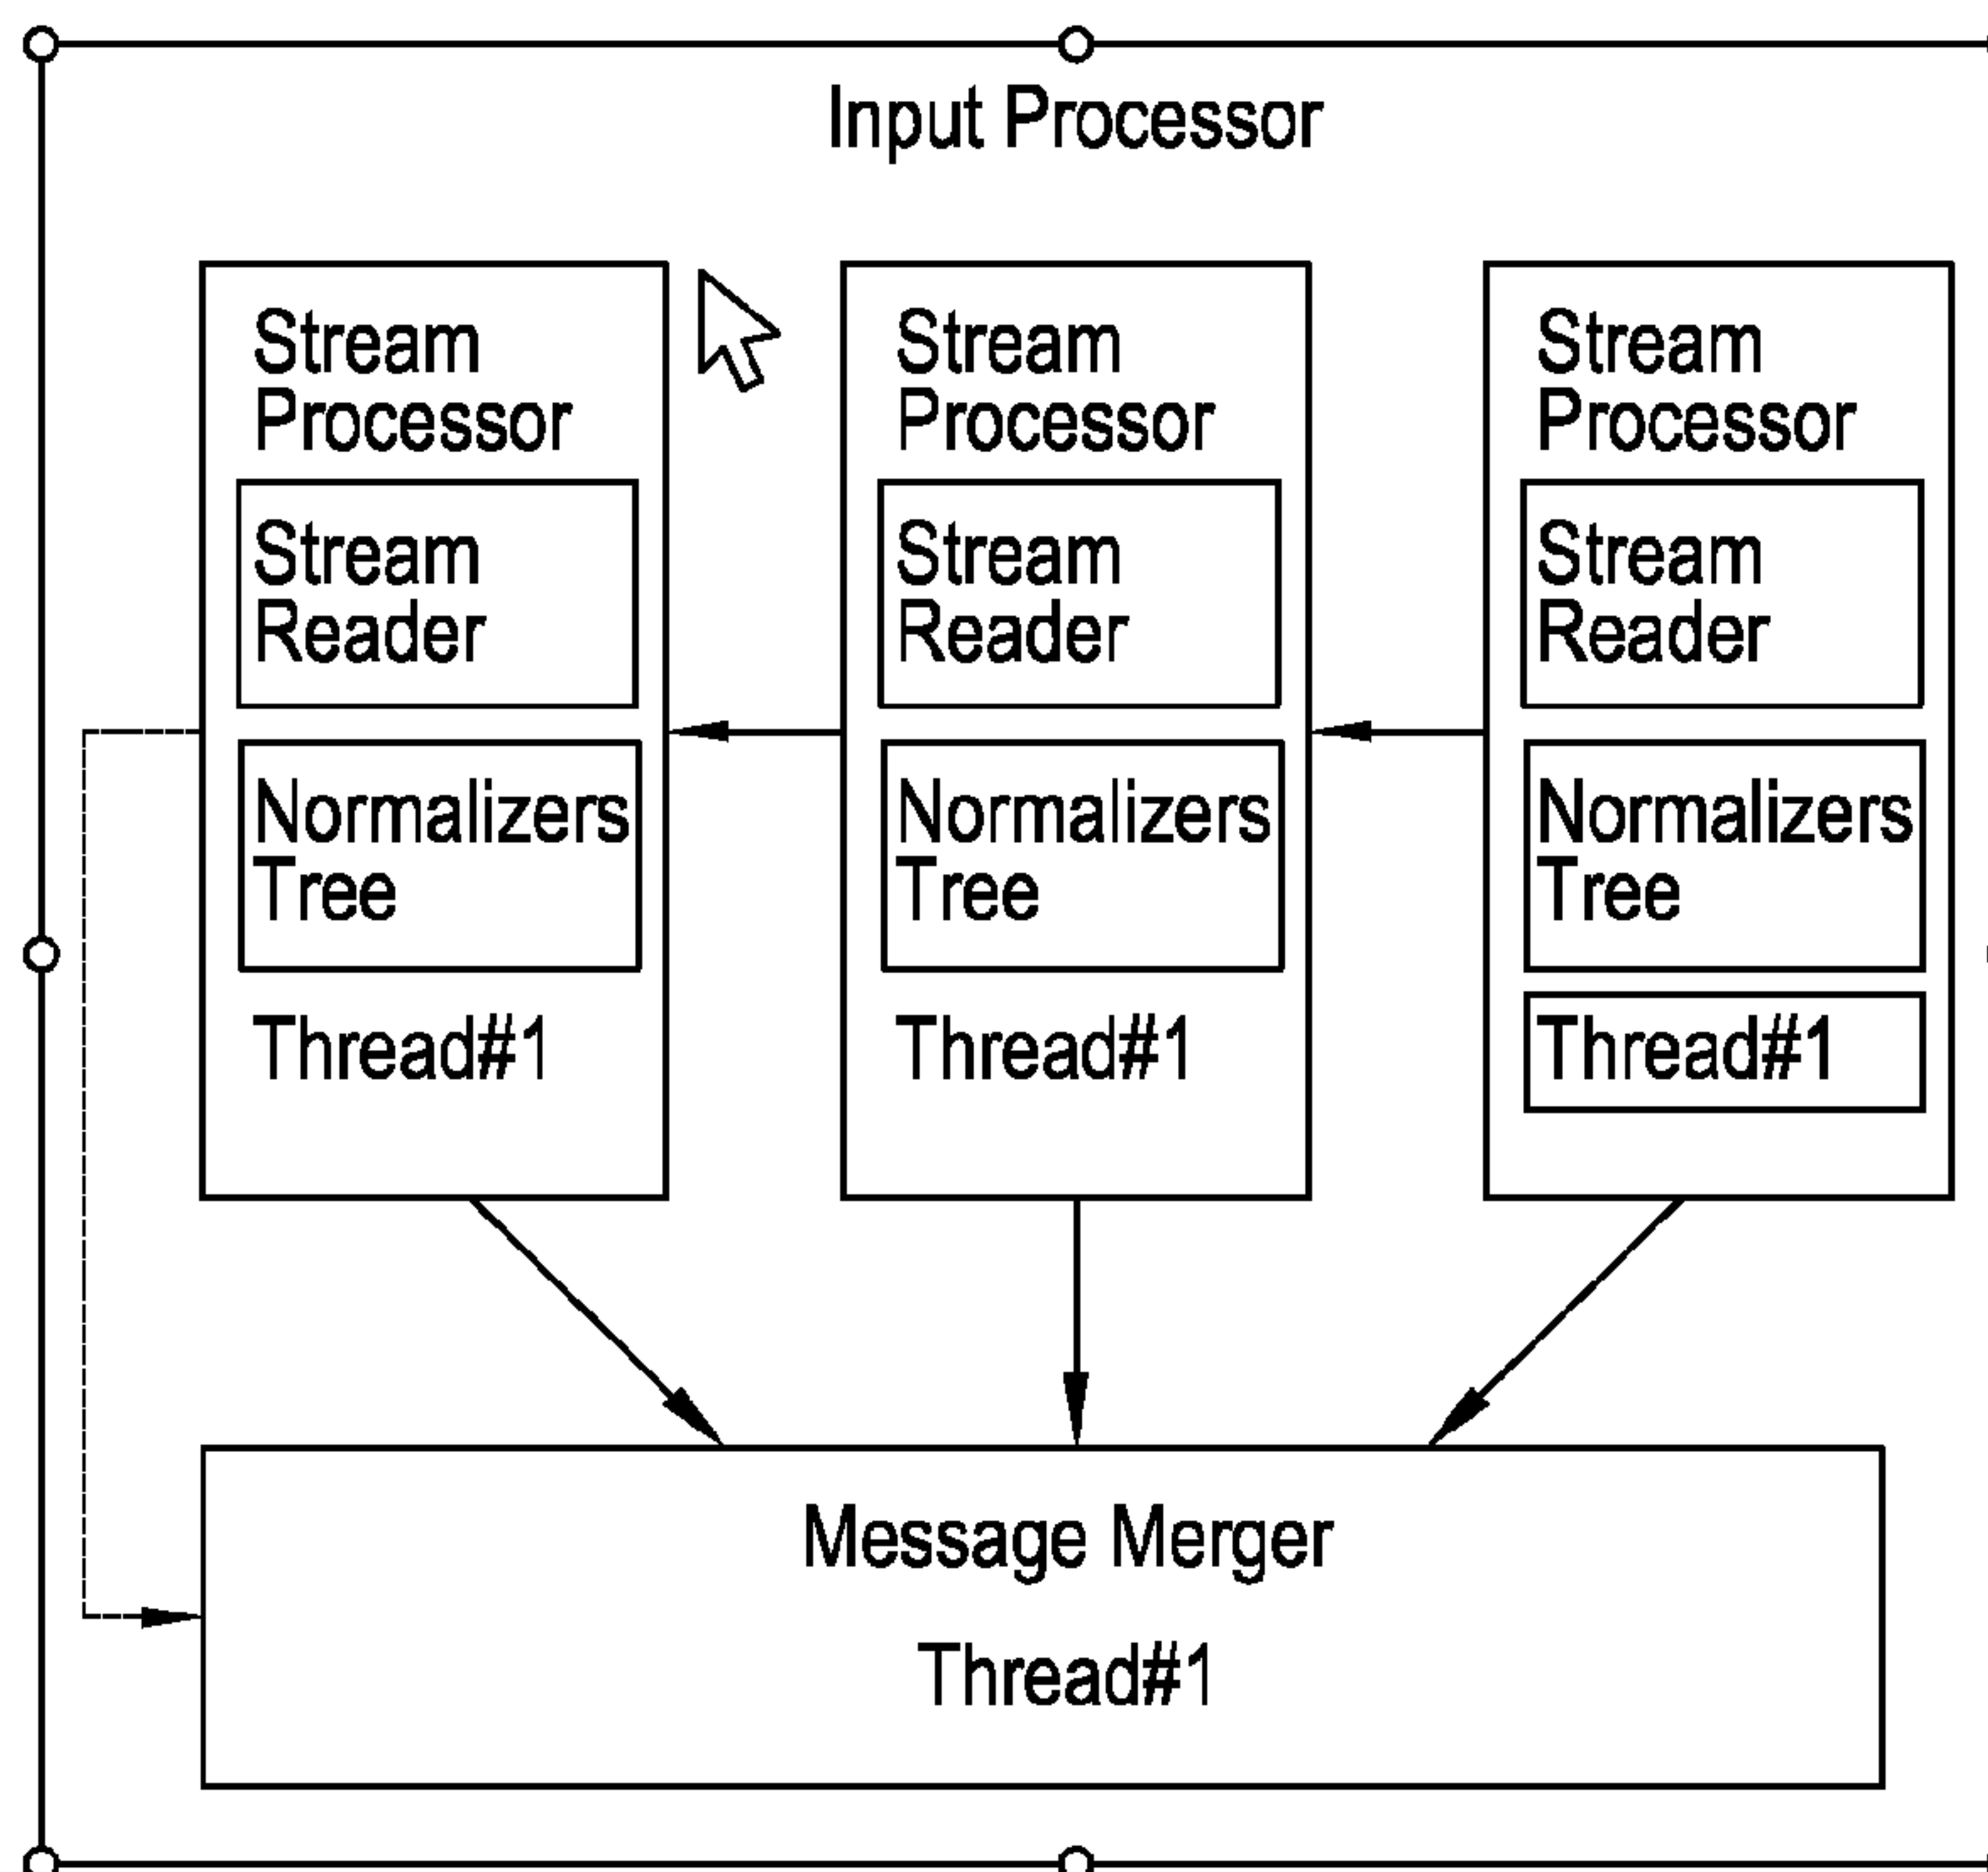 Input Processor
Stream
Processor
Stream
Reader
Normalizers
Tree
Thread#1
Stream
Processor
Stream
Reader
Normalizers
Tree
Thread#1
Stream
Processor
Stream
Reader
Normalizers
Tree
Thread#1
Message Merger
Thread#1